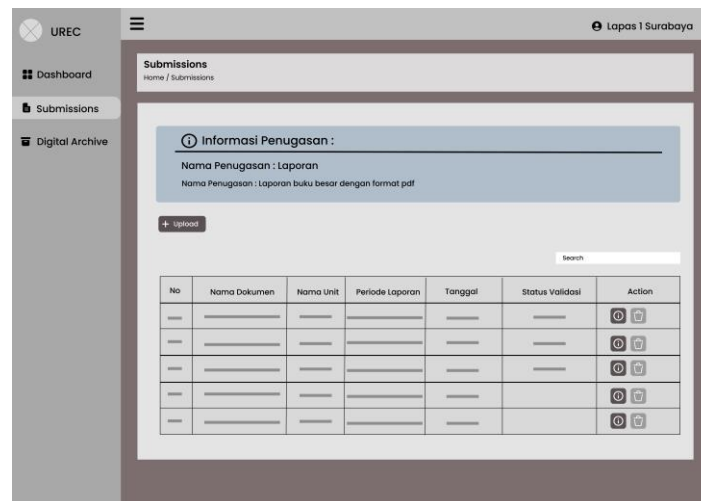 UREC
Lapas 1 Surabaya
Dashboard
Submissions
Digital Archive
Submissions
Home / Submissions
Informasi Penugasan :
Nama Penugasan : Laporan
Nama Penugasan : Laporan buku besar dengan format pdf
+ Upload
Search
No Nama Dokumen Nama Unit Periode Laporan Tanggal Status Validasi Action